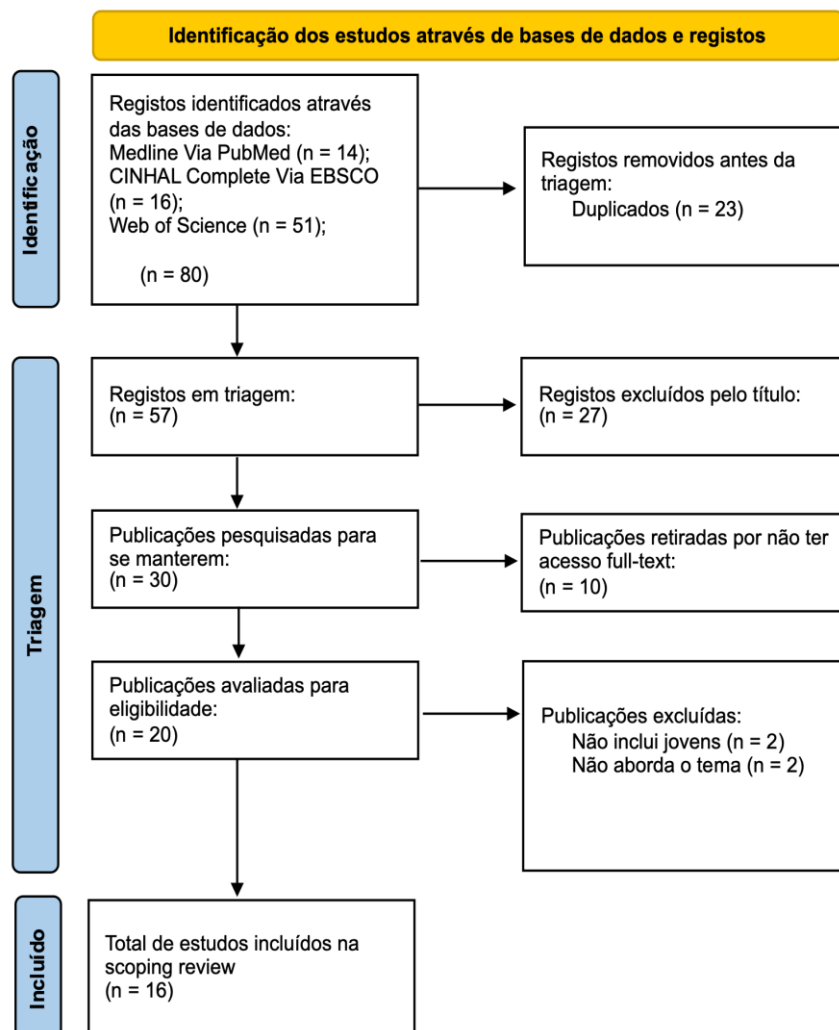 Identificação dos estudos através de bases de dados e registos
Identificação
Registos identificados através
das bases de dados:
Medline Via PubMed (n = 14);
CINHAL Complete Via EBSCO
(n = 16);
Web of Science (n = 51);
(n = 80)
Registos removidos antes da
triagem:
Duplicados (n = 23)
Triagem
Registos em triagem:
(n = 57)
Registos excluídos pelo título:
(n = 27)
Publicações pesquisadas para
se manterem:
(n = 30)
Publicações retiradas por não ter
acesso full-text:
(n = 10)
Publicações avaliadas para
eligibilidade:
(n = 20)
Publicações excluídas:
Não inclui jovens (n = 2)
Não aborda o tema (n = 2)
Incluído
Total de estudos incluídos na
scoping review
(n = 16)